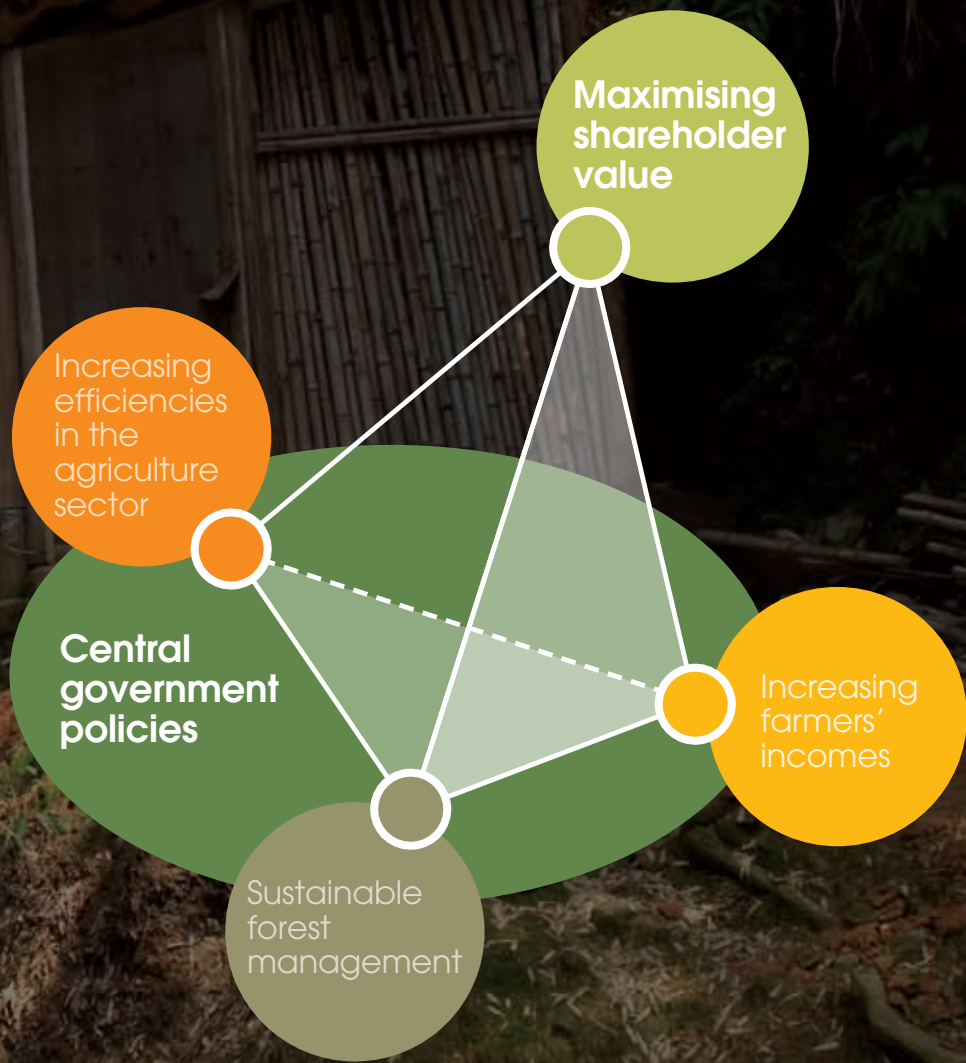 Maximising
shareholder
value
Increasing
efficiencies
in the
agriculture
sector
Central
government
policies
Increasing
farmers’
incomes
Sustainable
forest
management